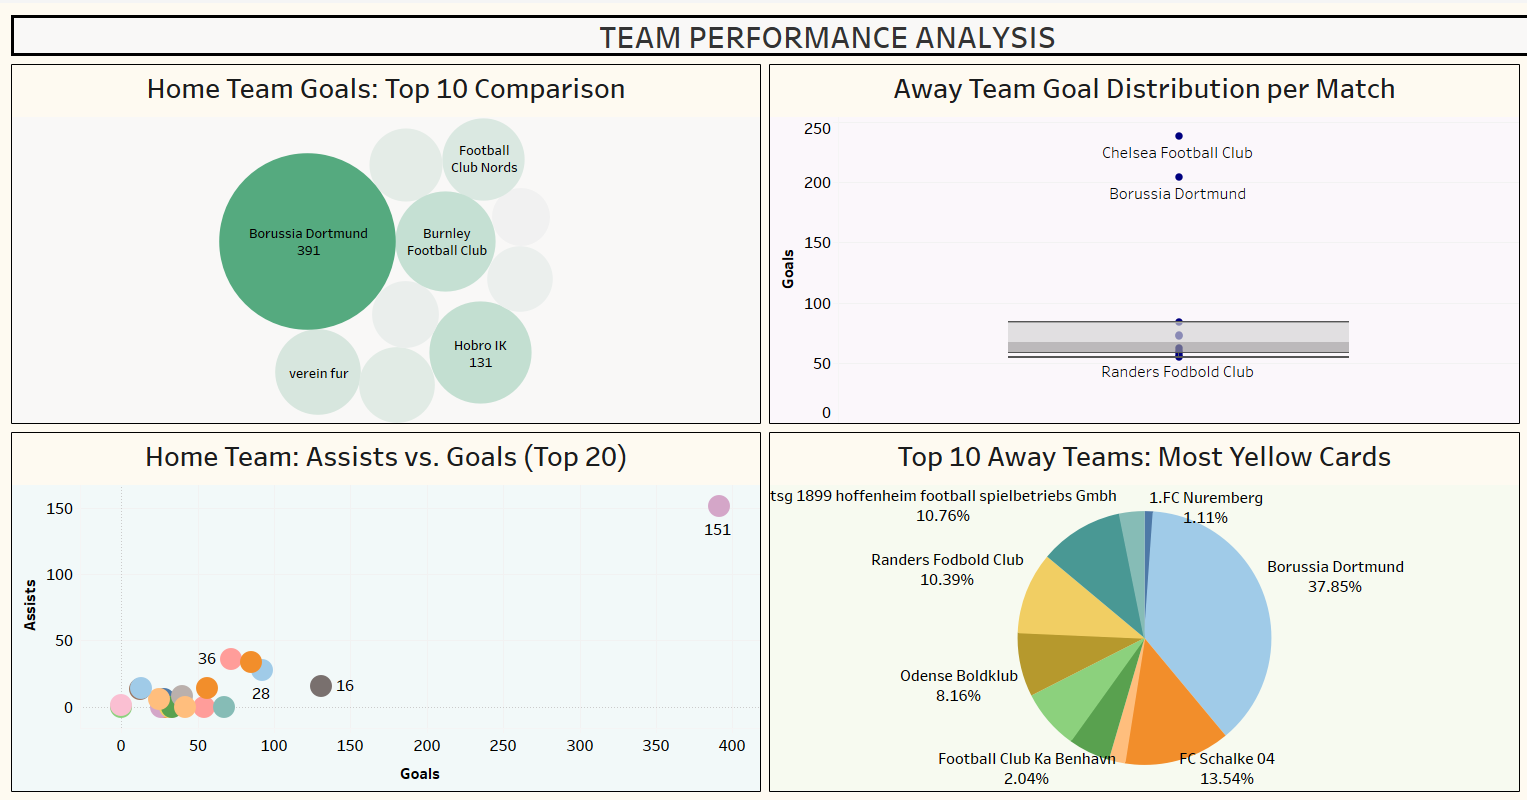 TEAM PERFORMANCE ANALYSIS
Home Team Goals: Top 10 Comparison
Football
Club Nords
Borussia Dortmund
391
Burnley
Football Club
Hobro IK
131
verein fur
Away Team Goal Distribution per Match
Goals
250
200
150
100
50
0
Chelsea Football Club
Borussia Dortmund
Randers Fodbold Club
Home Team: Assists vs. Goals (Top 20)
Assists
150
100
50
0
151
36
28
16
0
50
100
150
200
250
300
350
400
Goals
Top 10 Away Teams: Most Yellow Cards
tsg 1899 hoffenheim football spielbetriebs Gmbh
10.76%
1.FC Nuremberg
1.11%
Randers Fodbold Club
10.39%
Borussia Dortmund
37.85%
Odense Boldklub
8.16%
Football Club Ka Benhavn
2.04%
FC Schalke 04
13.54%